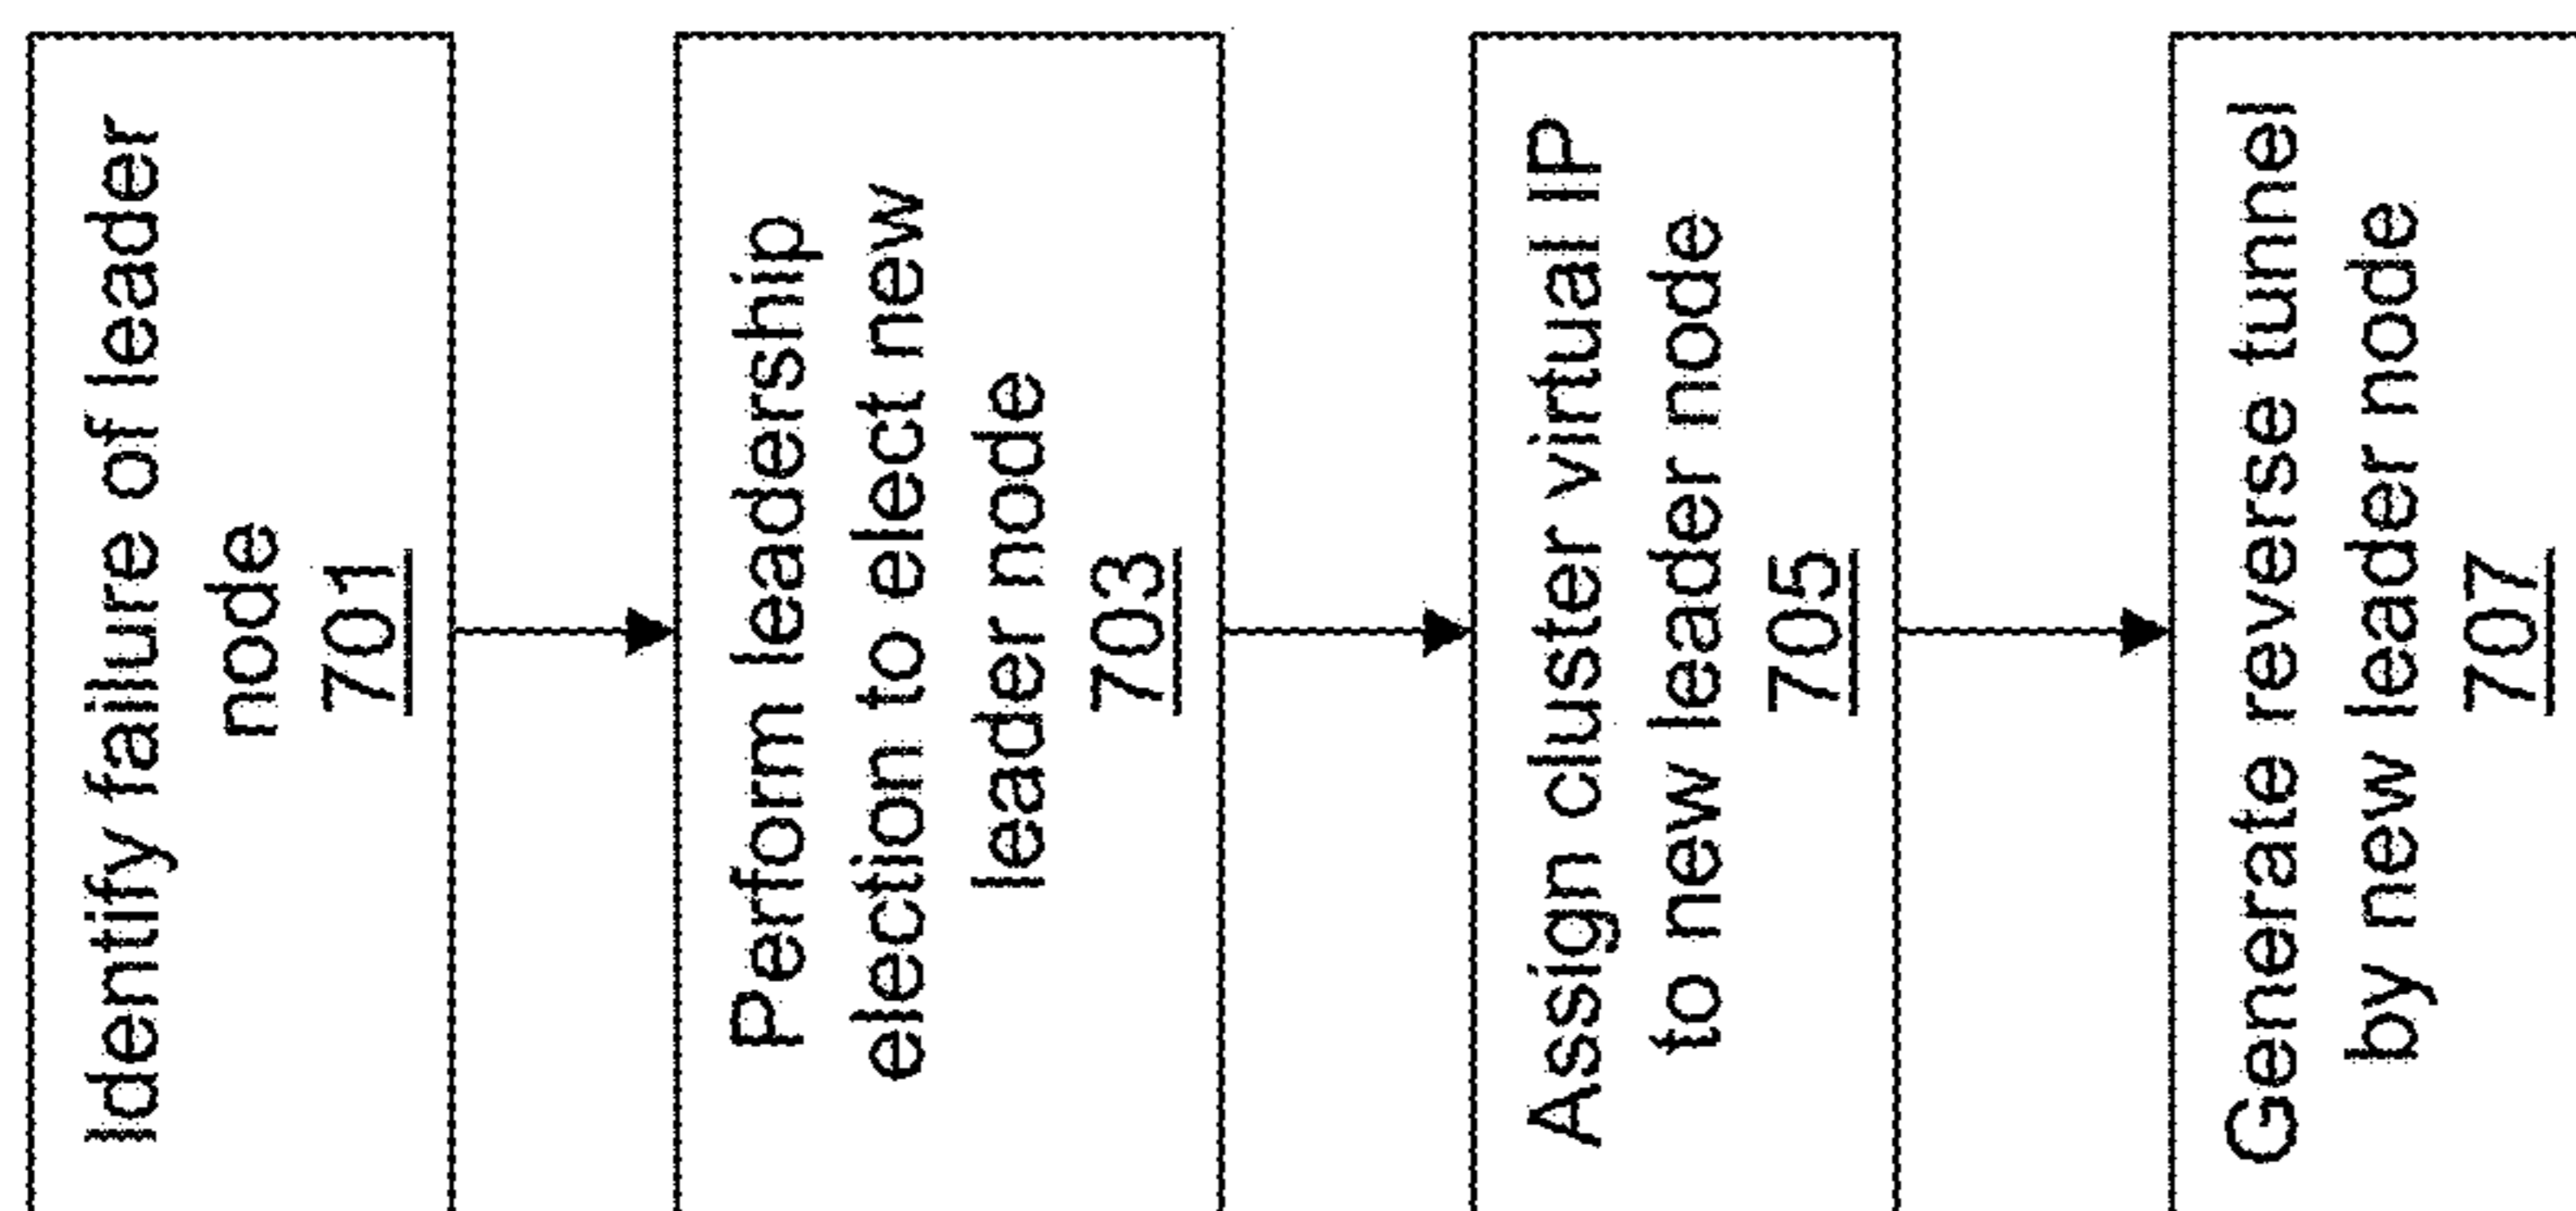 Identify failure of leader
node
701
Perform leadership
election to elect new
leader node
703
Assign cluster virtual IP
to new leader node
705
Generate reverse tunnel
by new leader node
707